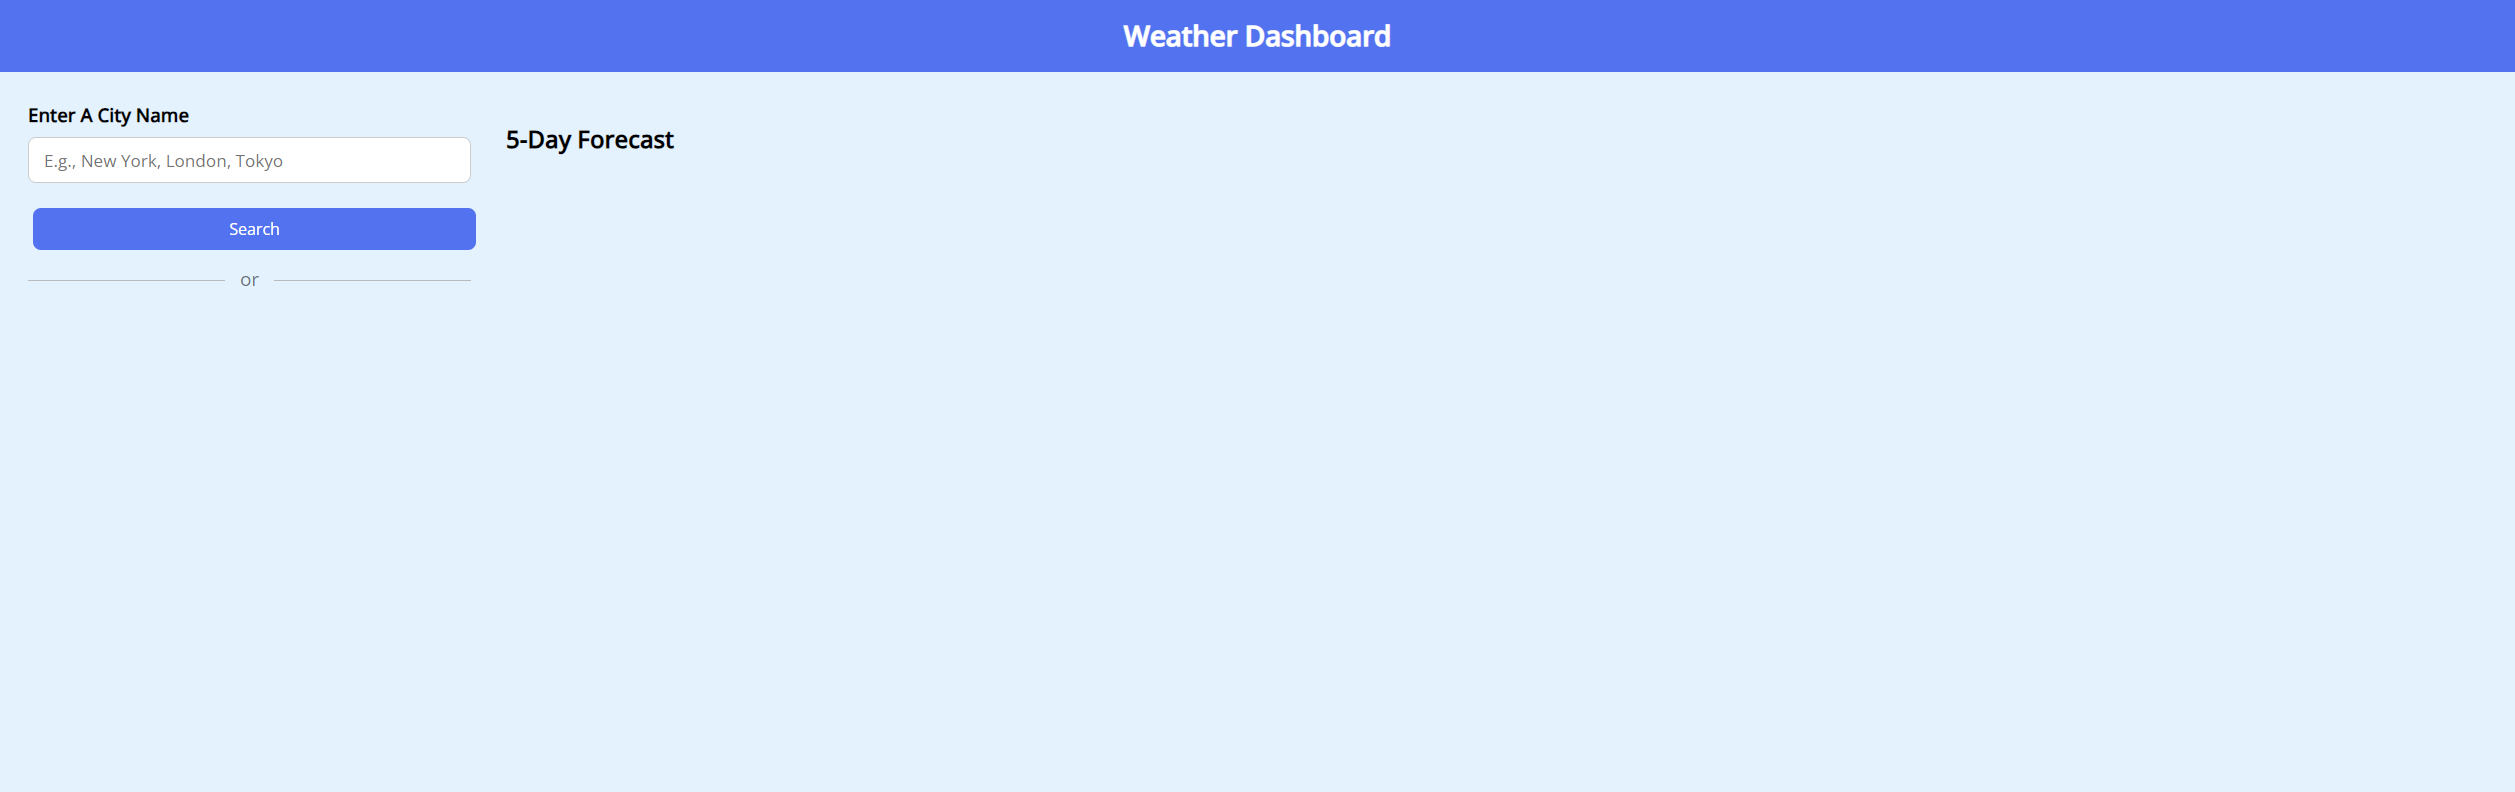 Weather Dashboard
Enter A City Name
E.g., New York, London, Tokyo
Search
or
5-Day Forecast